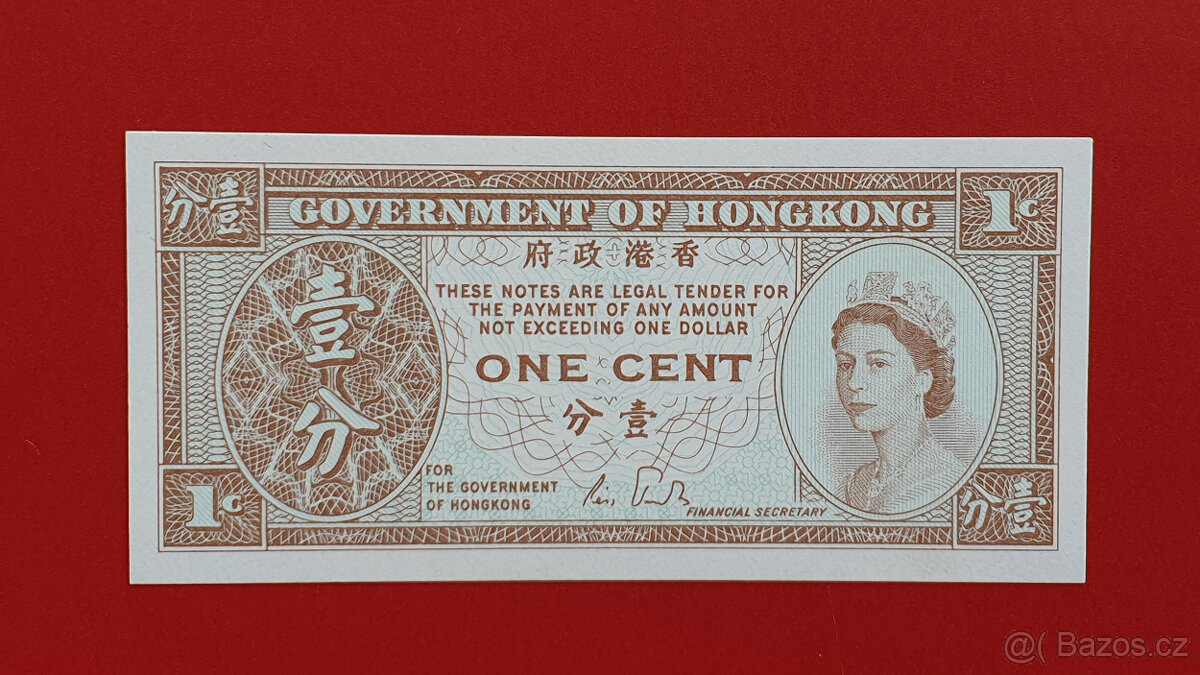 分壹
GOVERNMENT OF HONGKONG
1C
府政港香
THESE NOTES ARE LEGAL TENDER FOR
THE PAYMENT OF ANY AMOUNT
NOT EXCEEDING ONE DOLLAR
ONE CENT
分壹
壹
分
FOR
THE GOVERNMENT
OF HONGKONG
FINANCIAL SECRETARY
1C
分壹
@( Bazos.cz